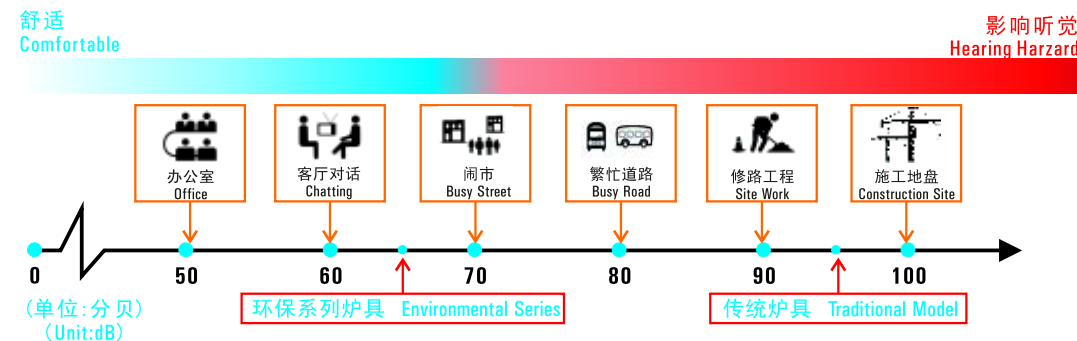 舒适
Comfortable
影响听觉
Hearing Harzard
办公室
Office
客厅对话
Chatting
闹市
Busy Street
繁忙道路
Busy Road
修路工程
Site Work
施工地盘
Construction Site
0 50 60 70 80 90 100
(单位:分贝)
(Unit:dB)
环保系列炉具 Environmental Series
传统炉具 Traditional Model